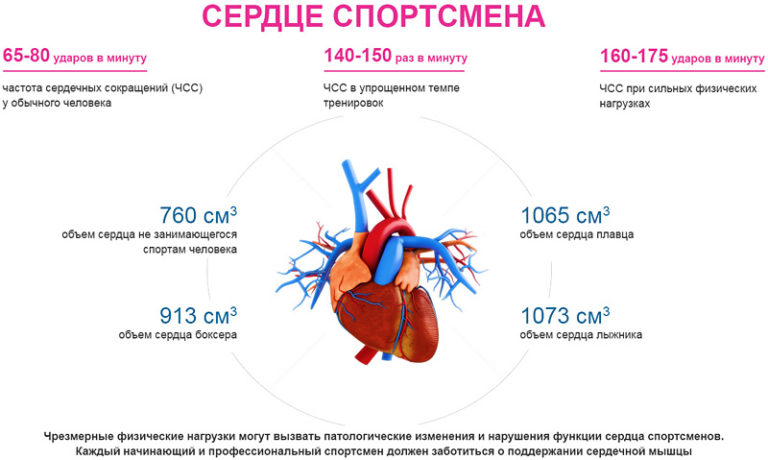 СЕРДЦЕ СПОРТСМЕНА
65-80 ударов в минуту
частота сердечных сокращений (ЧСС)
у обычного человека
140-150 раз в минуту
ЧСС в упрощенном темпе
тренировок
160-175 ударов в минуту
ЧСС при сильных физических
нагрузках
760 см³
объем сердца не занимающегося
спортам человека
1065 см³
объем сердца плавца
913 см³
объем сердца боксера
1073 см³
объем сердца лыжника
Чрезмерные физические нагрузки могут вызвать патологические изменения и нарушения функции сердца спортсменов.
Каждый начинающий и профессиональный спортсмен должен заботиться о поддержании сердечной мышцы